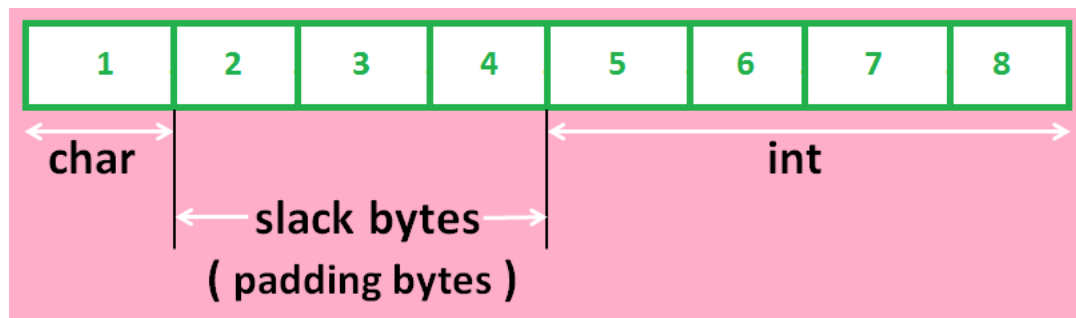 1 2 3 4 5 6 7 8
char int
slack bytes
( padding bytes )